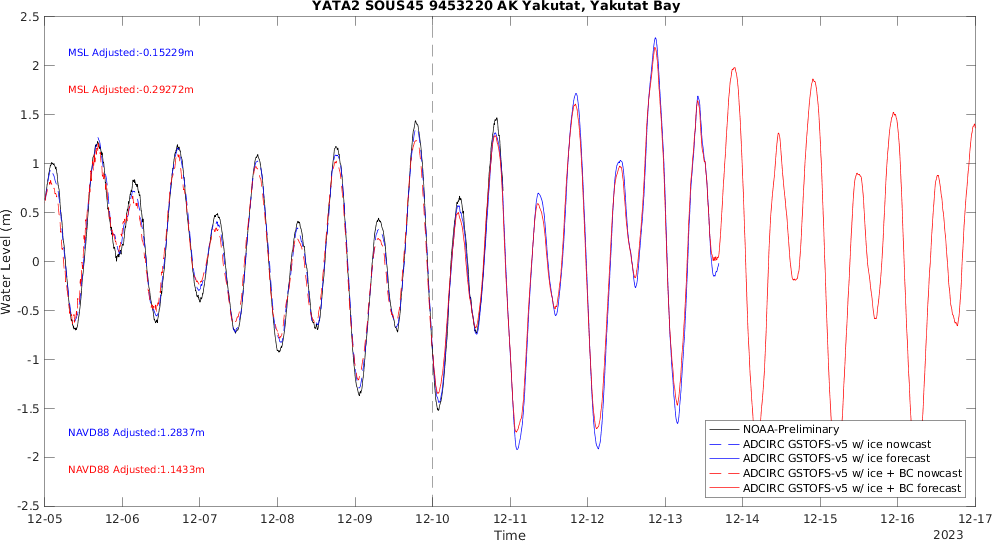 YATA2 SOUS45 9453220 AK Yakutat, Yakutat Bay
2.5
2
1.5
1
0.5
0
-0.5
-1
-1.5
-2
-2.5
Water Level (m)
MSL Adjusted:-0.15229m
MSL Adjusted:-0.29272m
NAVD88 Adjusted:1.2837m
NAVD88 Adjusted:1.1433m
NOAA-Preliminary
ADCIRC GSTOFS-v5 w/ ice nowcast
ADCIRC GSTOFS-v5 w/ ice forecast
ADCIRC GSTOFS-v5 w/ ice + BC nowcast
ADCIRC GSTOFS-v5 w/ ice + BC forecast
12-05 12-06 12-07 12-08 12-09 12-10 12-11 12-12 12-13 12-14 12-15 12-16 12-17
Time
2023